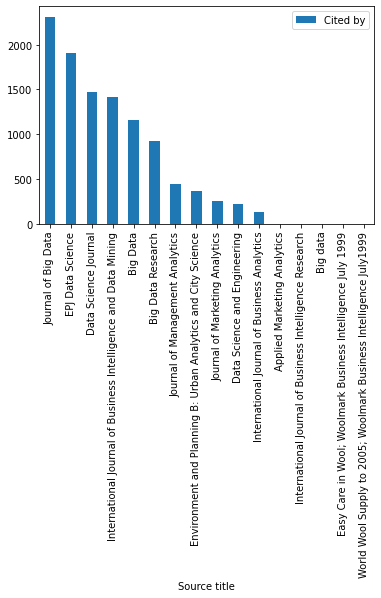 Cited by
2000
1500
1000
500
0
Journal of Big Data
EPJ Data Science
Data Science Journal
International Journal of Business Intelligence and Data Mining
Big Data
Big Data Research
Journal of Management Analytics
Environment and Planning B: Urban Analytics and City Science
Journal of Marketing Analytics
Data Science and Engineering
International Journal of Business Analytics
Applied Marketing Analytics
International Journal of Business Intelligence Research
Big data
Easy Care in Wool; Woolmark Business Intelligence July 1999
World Wool Supply to 2005; Woolmark Business Intelligence July1999
Source title